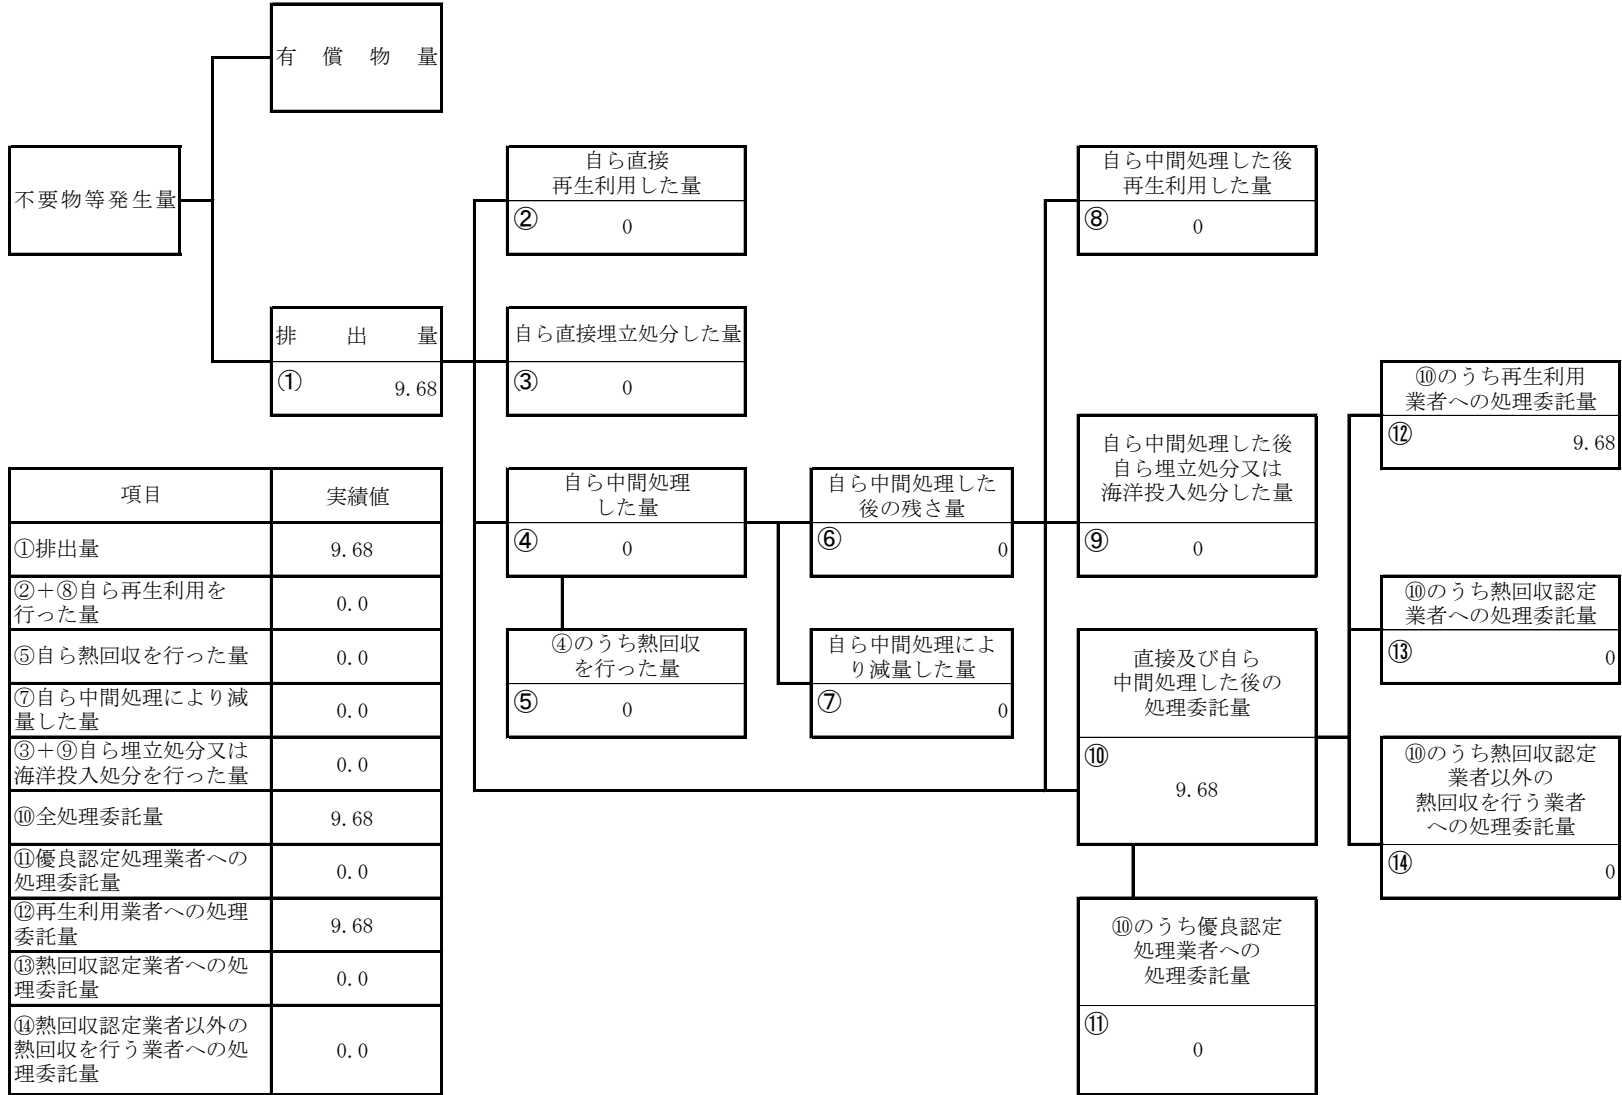 有償物量
不要物等発生量
排出量
① 9.68
自ら直接
再生利用した量
② 0
自ら直接埋立処分した量
③ 0
自ら中間処理
した量
④ 0
④のうち熱回収
を行った量
⑤ 0
自ら中間処理した
後の残さ量
⑥ 0
自ら中間処理によ
り減量した量
⑦ 0
自ら中間処理した後
再生利用した量
⑧ 0
自ら中間処理した後
自ら埋立処分又は
海洋投入処分した量
⑨ 0
直接及び自ら
中間処理した後の
処理委託量
⑩
9.68
⑩のうち優良認定
処理業者への
処理委託量
⑪
0
⑩のうち再生利用
業者への処理委託量
⑫ 9.68
⑩のうち熱回収認定
業者への処理委託量
⑬ 0
⑩のうち熱回収認定
業者以外の
熱回収を行う業者
への処理委託量
⑭ 0
項目 実績値
①排出量 9.68
②+⑧自ら再生利用を
行った量 0.0
⑤自ら熱回収を行った量 0.0
⑦自ら中間処理により減
量した量 0.0
③+⑨自ら埋立処分又は
海洋投入処分を行った量 0.0
⑩全処理委託量 9.68
⑪優良認定処理業者への
処理委託量 0.0
⑫再生利用業者への処理
委託量 9.68
⑬熱回収認定業者への処
理委託量 0.0
⑭熱回収認定業者以外の
熱回収を行う業者への処
理委託量 0.0